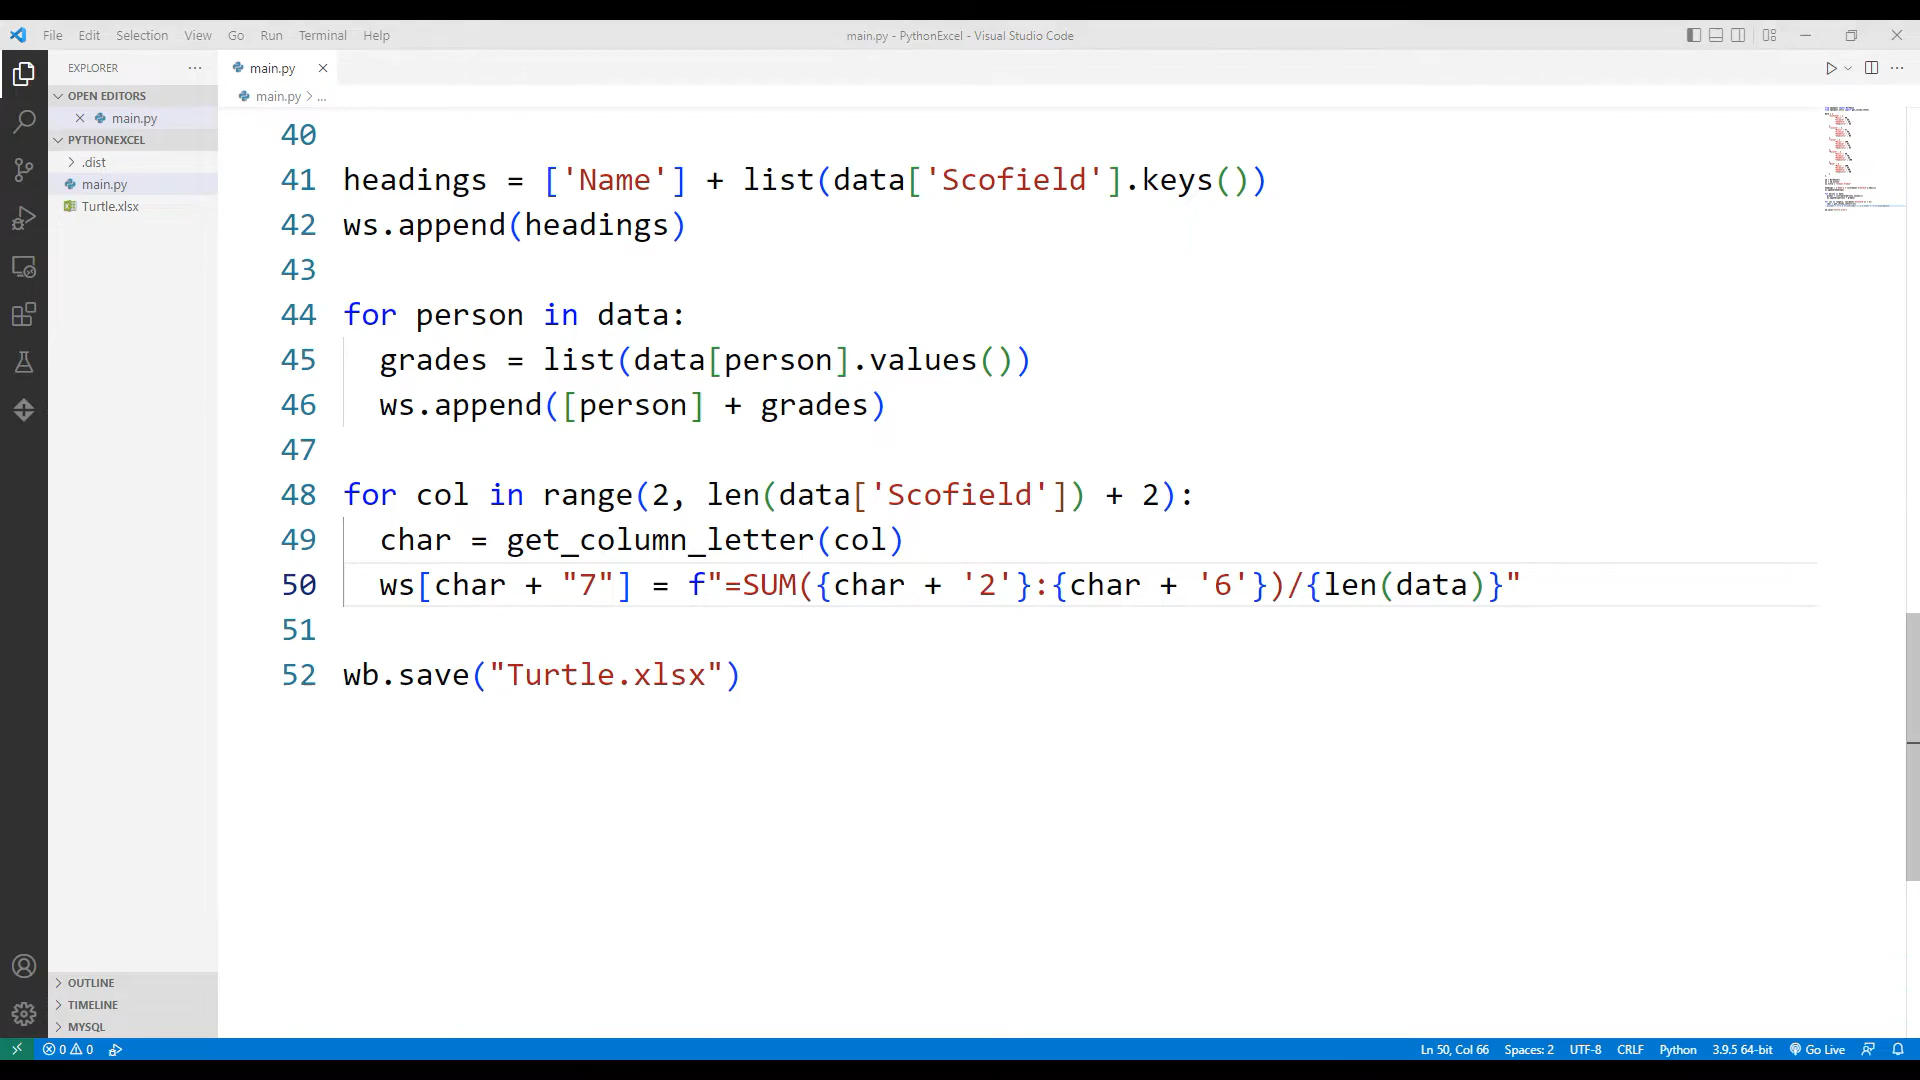 File Edit Selection View Go Run Terminal Help
main.py - PythonExcel - Visual Studio Code
EXPLORER
OPEN EDITORS
main.py
PYTHONEXCEL
.dist
main.py
Turtle.xlsx
OUTLINE
TIMELINE
MYSQL
main.py
main.py > ...
40
41 headings = ['Name'] + list(data['Scofield'].keys())
42 ws.append(headings)
43
44 for person in data:
45 grades = list(data[person].values())
46 ws.append([person] + grades)
47
48 for col in range(2, len(data['Scofield']) + 2):
49 char = get_column_letter(col)
50 ws[char + "7"] = f"=SUM({char + '2'}:{char + '6'})/{len(data)}"
51
52 wb.save("Turtle.xlsx")
0 0
Ln 50, Col 66 Spaces: 2 UTF-8 CRLF Python 3.9.5 64-bit Go Live